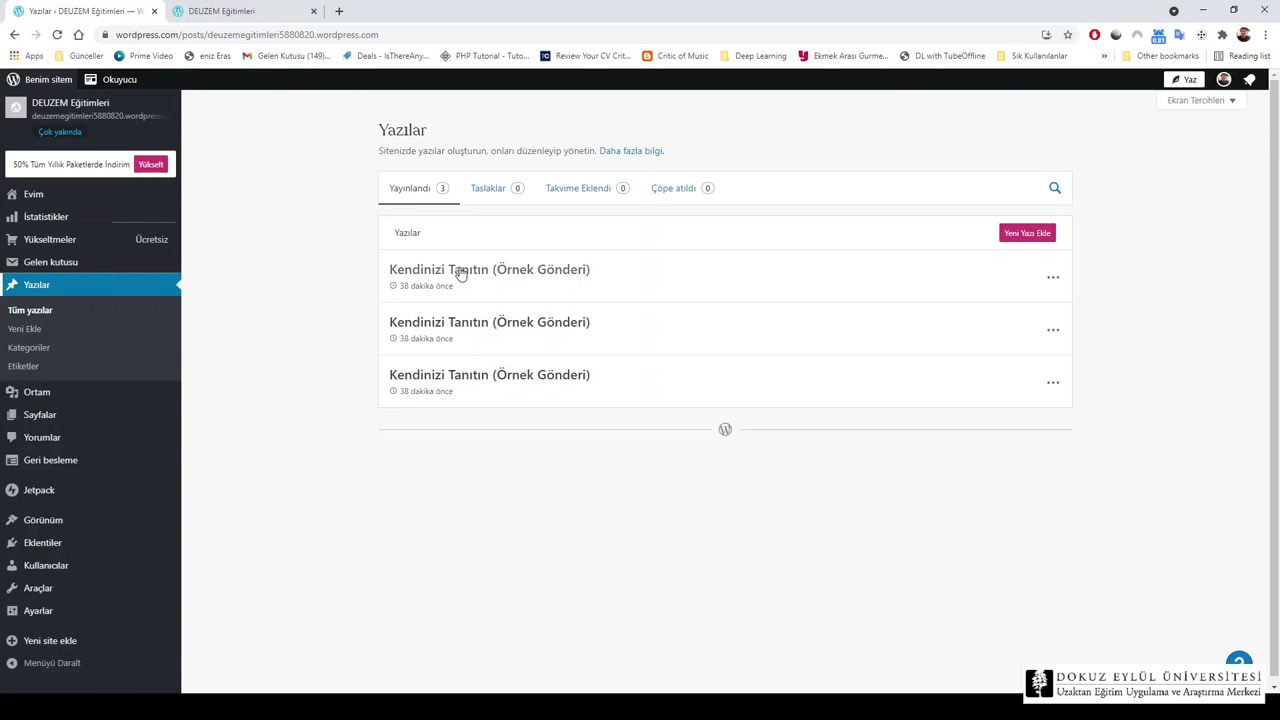 Yazılar ‹ DEUZEM Eğitimleri — W
DEUZEM Eğitimleri
wordpress.com/posts/deuzemegitimleri5880820.wordpress.com
Apps
Günceller
Prime Video
eniz Eras
Gelen Kutusu (149)...
Deals - IsThereAny...
PHP Tutorial - Tuto...
Review Your CV Crit...
Critic of Music
Deep Learning
Ekmek Arası Gurme...
DL with TubeOffline
Sık Kullanılanlar
»
Other bookmarks
Reading list
Benim sitem
Okuyucu
Yaz
DEUZEM Eğitimleri
deuzemegitimleri5880820.wordpress.
Çok yakında
50% Tüm Yıllık Paketlerde İndirim
Yükselt
Evim
İstatistikler
Yükseltmeler
Ücretsiz
Gelen kutusu
Yazılar
Tüm yazılar
Yeni Ekle
Kategoriler
Etiketler
Ortam
Sayfalar
Yorumlar
Geri besleme
Jetpack
Görünüm
Eklentiler
Kullanıcılar
Araçlar
Ayarlar
Yeni site ekle
Menüyü Daralt
Ekran Tercihleri
Yazılar
Sitenizde yazılar oluşturun, onları düzenleyip yönetin. Daha fazla bilgi.
Yayınlandı 3
Taslaklar 0
Takvime Eklendi 0
Çöpe atıldı 0
Yazılar
Yeni Yazı Ekle
Kendinizi Tanıtın (Örnek Gönderi)
38 dakika önce
Kendinizi Tanıtın (Örnek Gönderi)
38 dakika önce
Kendinizi Tanıtın (Örnek Gönderi)
38 dakika önce
DOKUZ EYLÜL ÜNİVERSİTESİ
Uzaktan Eğitim Uygulama ve Araştırma Merkezi